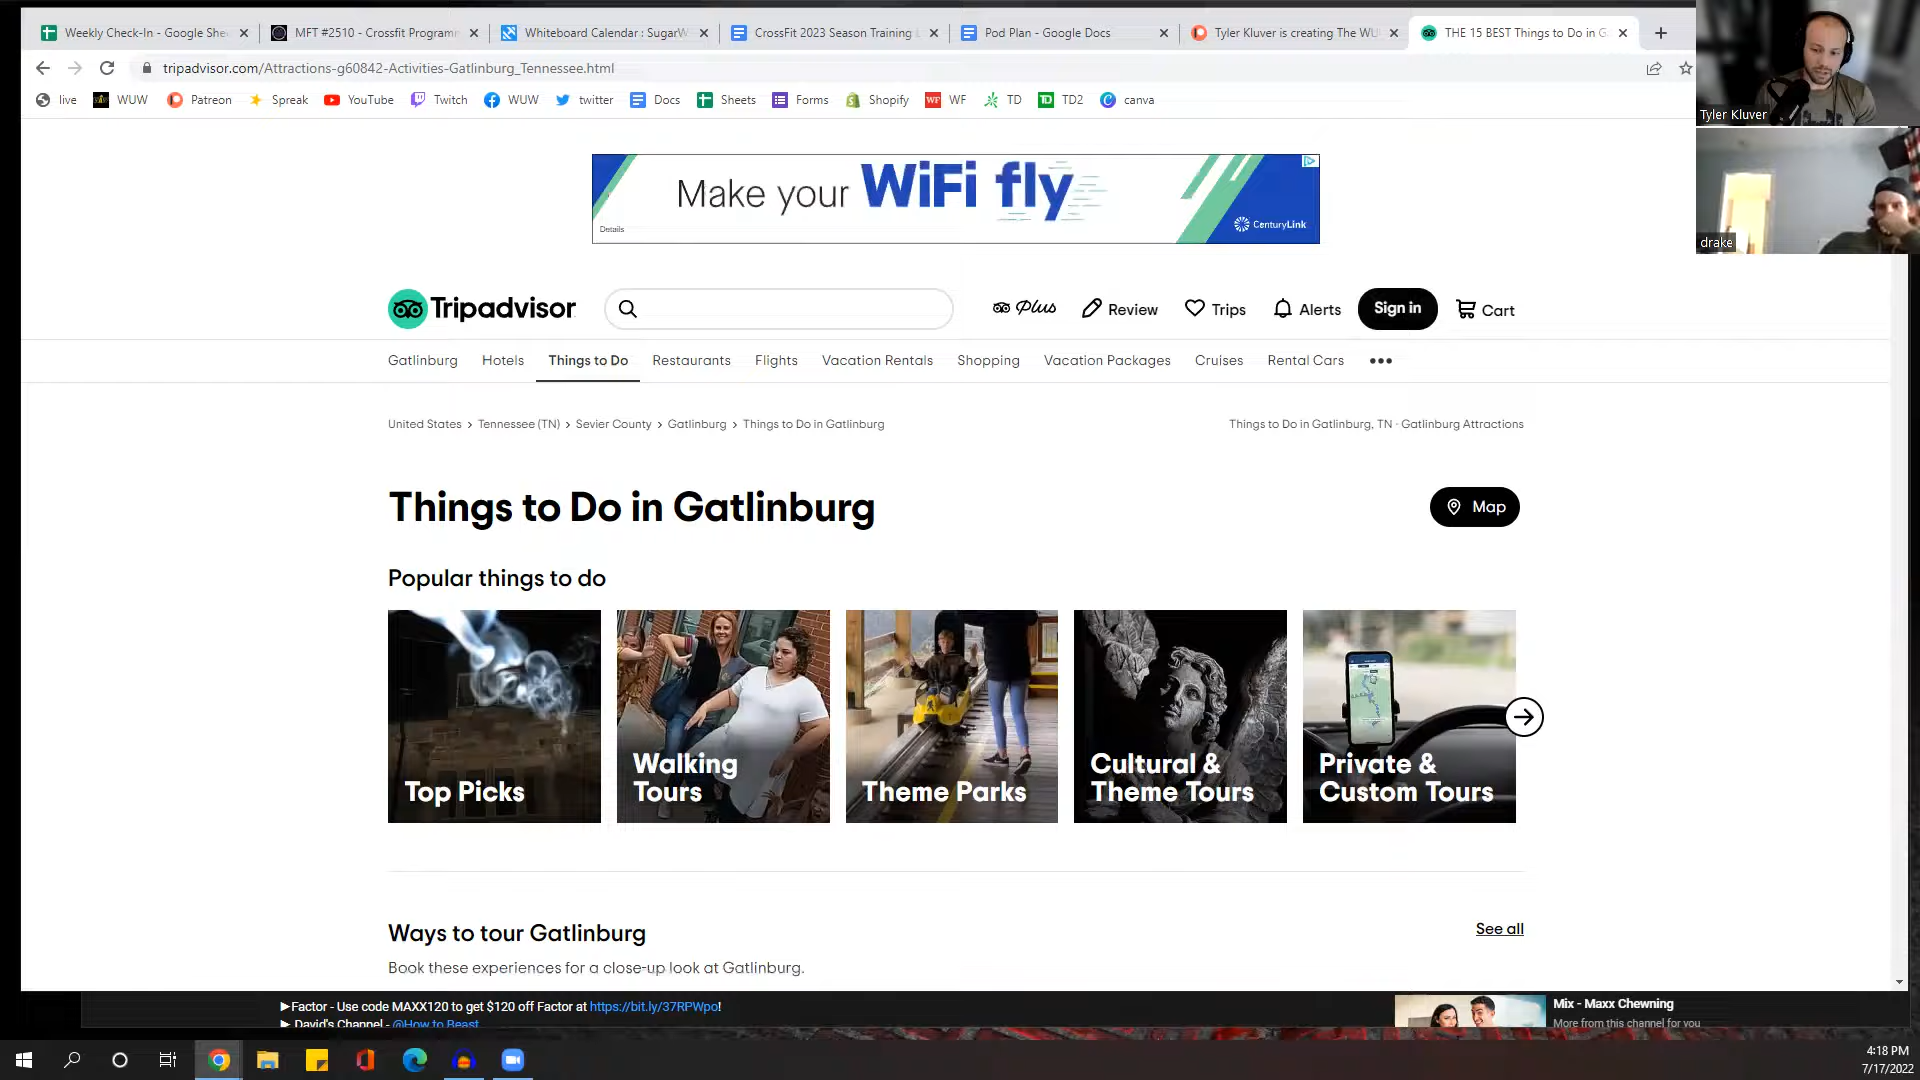 Weekly Check-In - Google She
MFT #2510 - Crossfit Programm
Whiteboard Calendar : SugarW
CrossFit 2023 Season Training
Pod Plan - Google Docs
Tyler Kluver is creating The WU
THE 15 BEST Things to Do in G
tripadvisor.com/Attractions-g60842-Activities-Gatlinburg_Tennessee.html
live
WUW
Patreon
Spreak
YouTube
Twitch
WUW
twitter
Docs
Sheets
Forms
Shopify
WF
TD
TD2
canva
Tyler Kluver
drake
Make your WiFi fly
Details
CenturyLink
Tripadvisor
Plus
Review
Trips
Alerts
Sign in
Cart
Gatlinburg
Hotels
Things to Do
Restaurants
Flights
Vacation Rentals
Shopping
Vacation Packages
Cruises
Rental Cars
United States > Tennessee (TN) > Sevier County > Gatlinburg > Things to Do in Gatlinburg
Things to Do in Gatlinburg, TN - Gatlinburg Attractions
Things to Do in Gatlinburg
Map
Popular things to do
Top Picks
Walking
Tours
Theme Parks
Cultural &
Theme Tours
Private &
Custom Tours
Ways to tour Gatlinburg
See all
Book these experiences for a close-up look at Gatlinburg.
►Factor - Use code MAXX120 to get $120 off Factor at https://bit.ly/37RPWpo!
► David's Channel - @How to Beast
Mix - Maxx Chewning
More from this channel for you
4:18 PM
7/17/2022